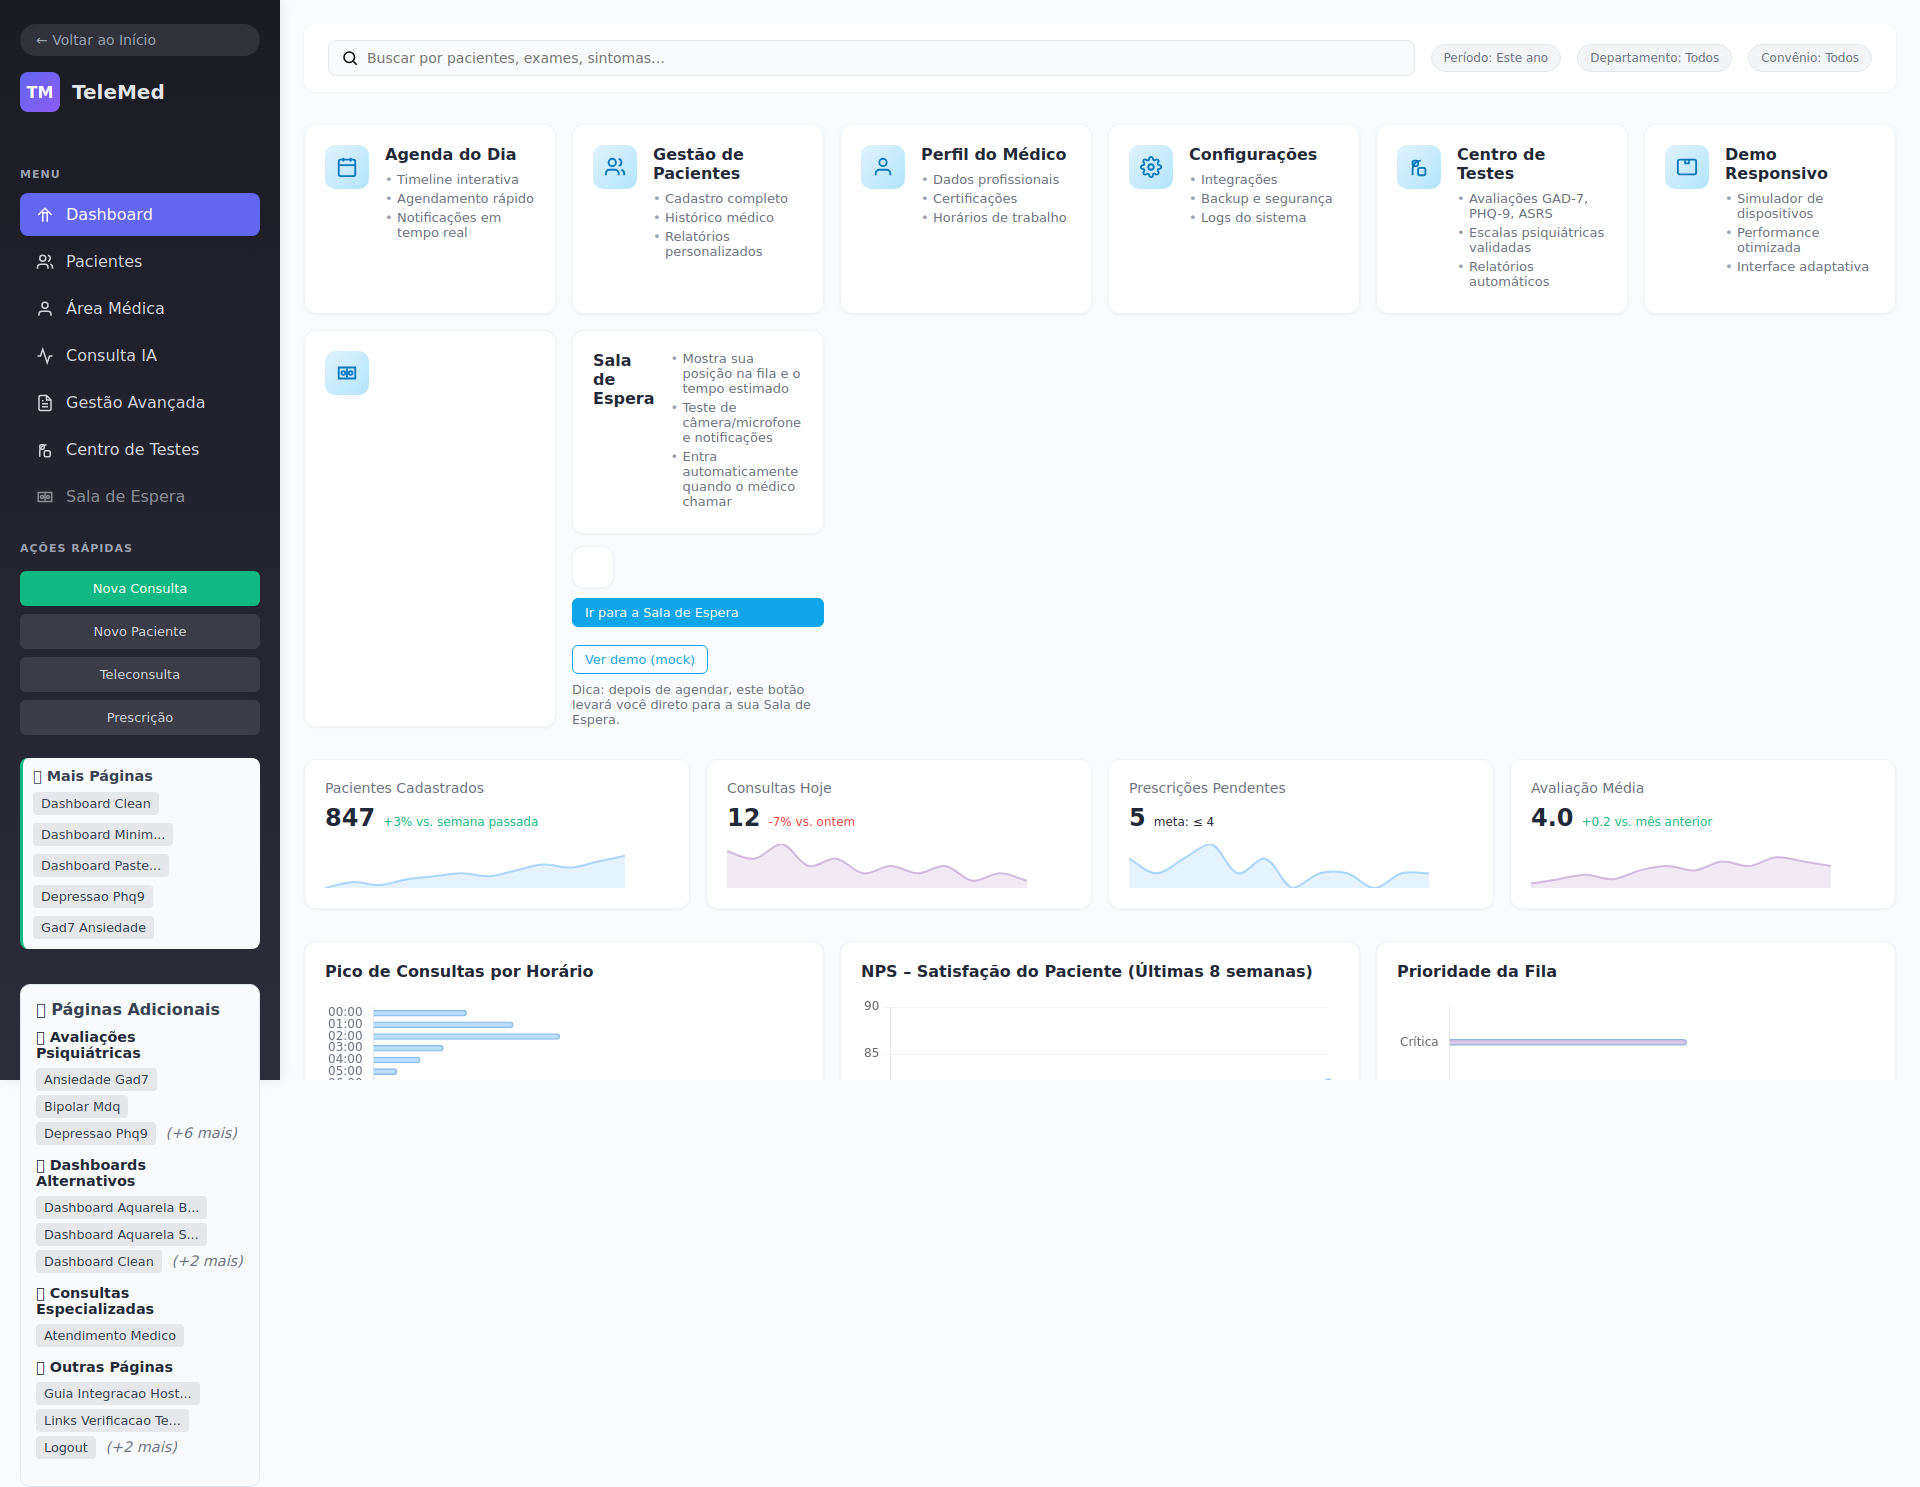 ← Voltar ao Início
TM
TeleMed
MENU
Dashboard
Pacientes
Área Médica
Consulta IA
Gestão Avançada
Centro de Testes
Sala de Espera
AÇÕES RÁPIDAS
Nova Consulta
Novo Paciente
Teleconsulta
Prescrição
Mais Páginas
Dashboard Clean
Dashboard Minim...
Dashboard Paste...
Depressao Phq9
Gad7 Ansiedade
Páginas Adicionais
Avaliações
Psiquiátricas
Ansiedade Gad7
Bipolar Mdq
Depressao Phq9 (+6 mais)
Dashboards
Alternativos
Dashboard Aquarela B...
Dashboard Aquarela S...
Dashboard Clean (+2 mais)
Consultas
Especializadas
Atendimento Medico
Outras Páginas
Guia Integracao Host...
Links Verificacao Te...
Logout (+2 mais)
Buscar por pacientes, exames, sintomas...
Período: Este ano
Departamento: Todos
Convênio: Todos
Agenda do Dia
• Timeline interativa
• Agendamento rápido
• Notificações em
tempo real
Gestão de
Pacientes
• Cadastro completo
• Histórico médico
• Relatórios
personalizados
Perfil do Médico
• Dados profissionais
• Certificações
• Horários de trabalho
Configurações
• Integrações
• Backup e segurança
• Logs do sistema
Centro de
Testes
• Avaliações GAD-7,
PHQ-9, ASRS
• Escalas psiquiátricas
validadas
• Relatórios
automáticos
Demo
Responsivo
• Simulador de
dispositivos
• Performance
otimizada
• Interface adaptativa
Sala
de
Espera
• Mostra sua
posição na fila e o
tempo estimado
• Teste de
câmera/microfone
e notificações
• Entra
automaticamente
quando o médico
chamar
Ir para a Sala de Espera
Ver demo (mock)
Dica: depois de agendar, este botão
levará você direto para a sua Sala de
Espera.
Pacientes Cadastrados
847 +3% vs. semana passada
Consultas Hoje
12 -7% vs. ontem
Prescrições Pendentes
5 meta: ≤ 4
Avaliação Média
4.0 +0.2 vs. mês anterior
Pico de Consultas por Horário
00:00
01:00
02:00
03:00
04:00
05:00
NPS – Satisfação do Paciente (Últimas 8 semanas)
90
85
Prioridade da Fila
Crítica